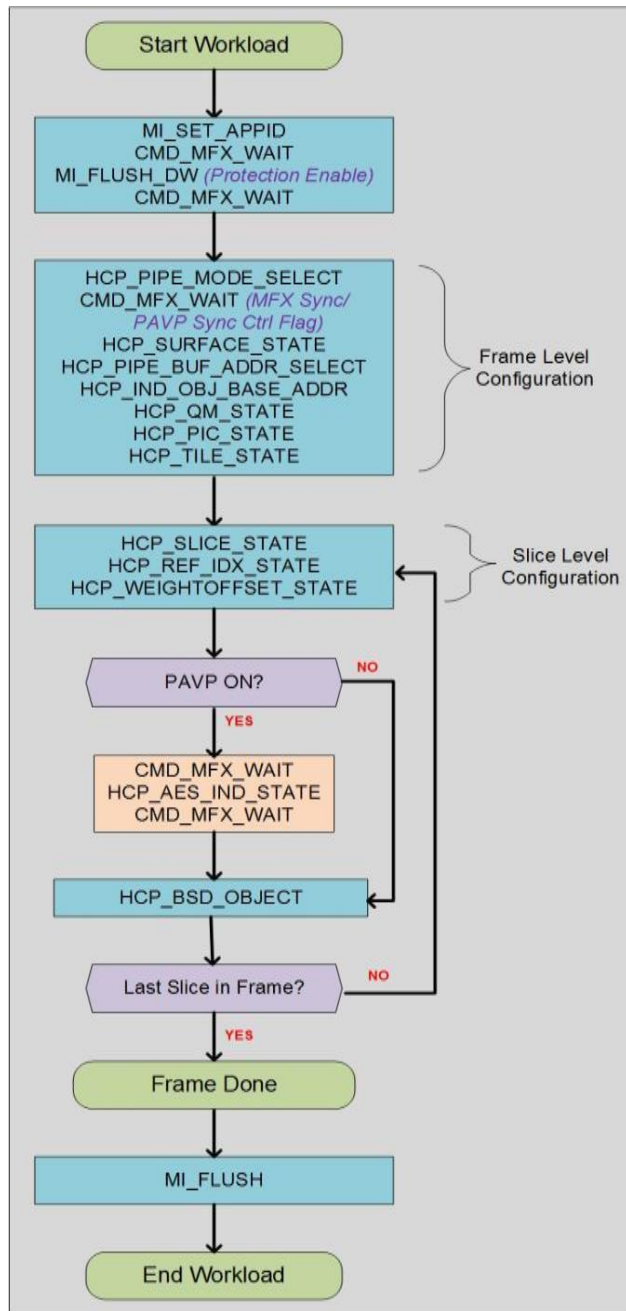 Start Workload
MI_SET_APPID
CMD_MFX_WAIT
MI_FLUSH_DW (Protection Enable)
CMD_MFX_WAIT
HCP_PIPE_MODE_SELECT
CMD_MFX_WAIT (MFX Sync/
PAVP Sync Ctrl Flag)
HCP_SURFACE_STATE
HCP_PIPE_BUF_ADDR_SELECT
HCP_IND_OBJ_BASE_ADDR
HCP_QM_STATE
HCP_PIC_STATE
HCP_TILE_STATE
Frame Level
Configuration
HCP_SLICE_STATE
HCP_REF_IDX_STATE
HCP_WEIGHTOFFSET_STATE
Slice Level
Configuration
PAVP ON?
NO
YES
CMD_MFX_WAIT
HCP_AES_IND_STATE
CMD_MFX_WAIT
HCP_BSD_OBJECT
Last Slice in Frame?
NO
YES
Frame Done
MI_FLUSH
End Workload